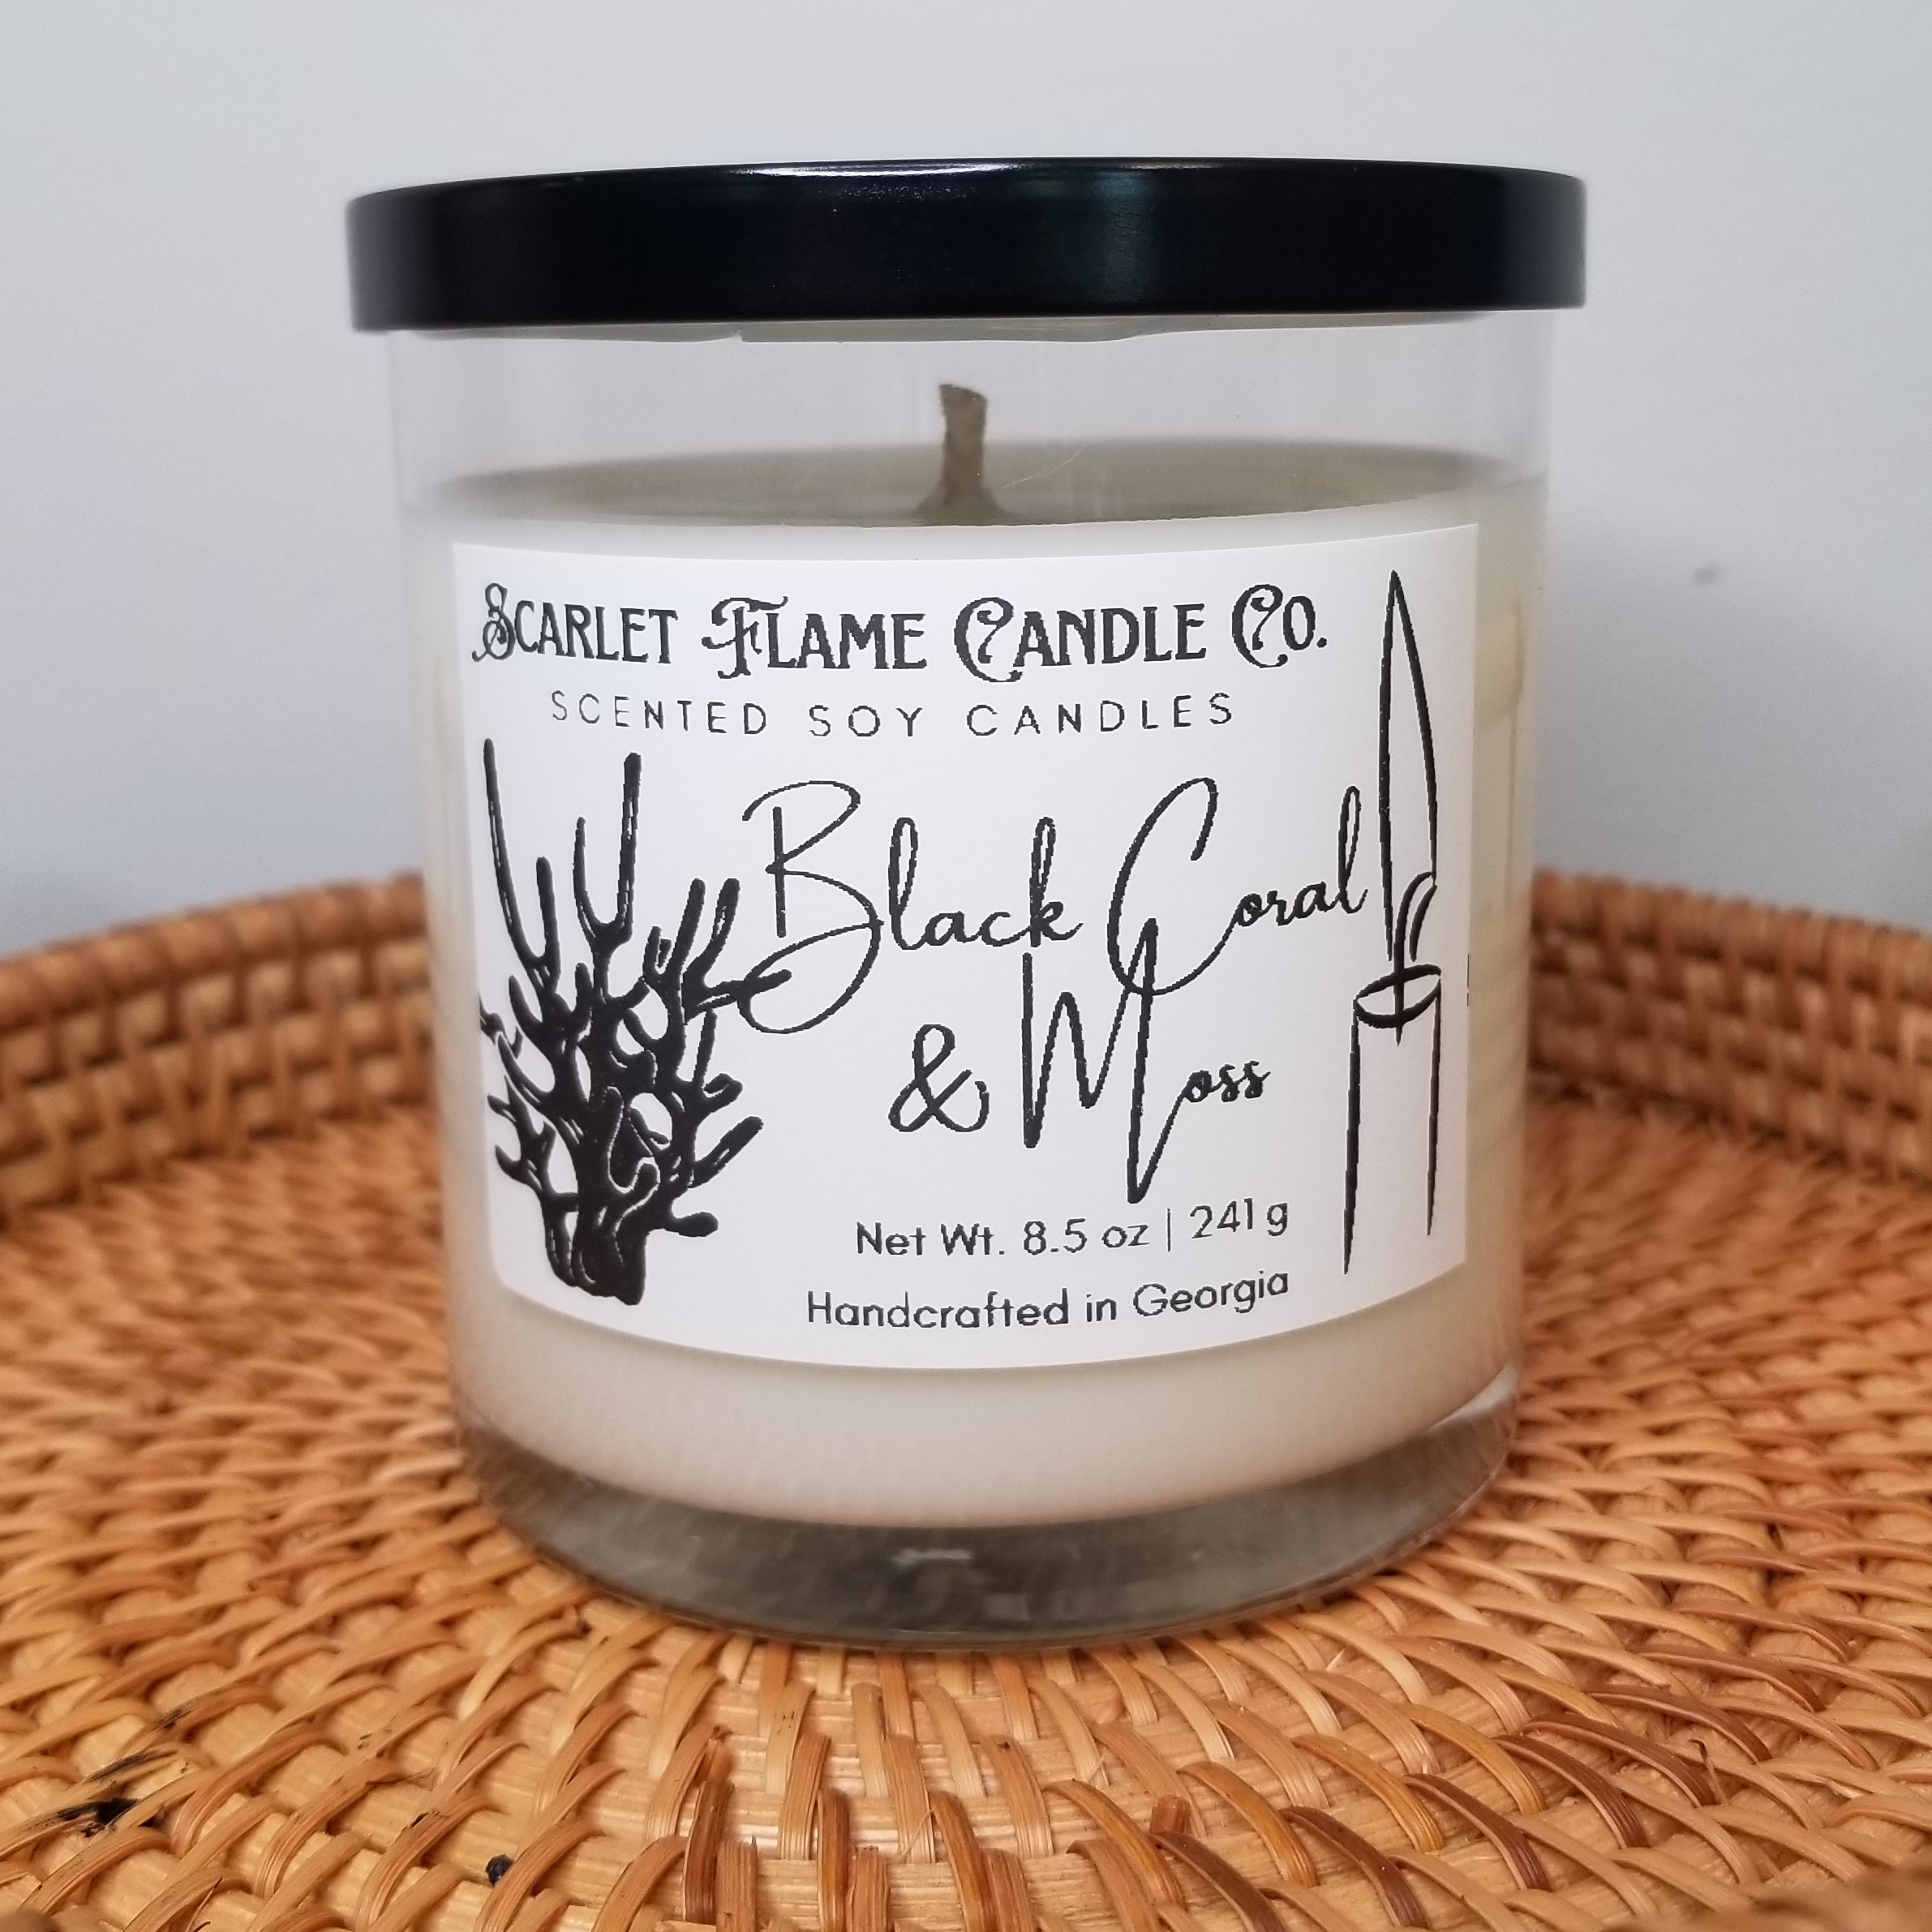 Scarlet Flame Candle Co.
SCENTED SOY CANDLES
Black Coral
& Moss
Net Wt. 8.5 oz | 241 g
Handcrafted in Georgia